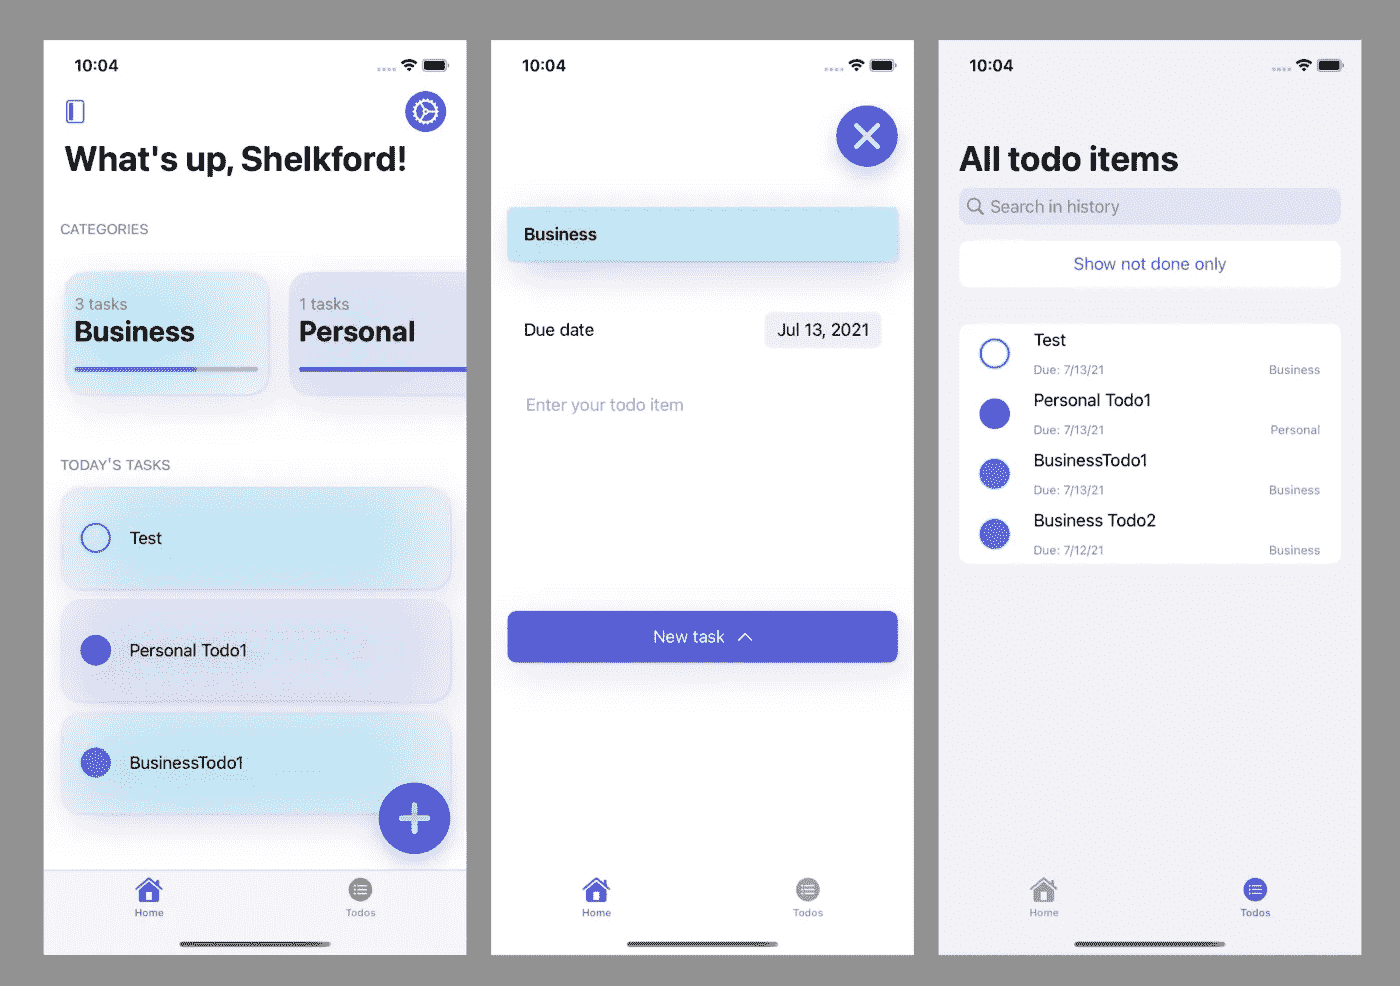 10:04
What's up, Shelkford!
CATEGORIES
3 tasks
Business
1 tasks
Personal
TODAY'S TASKS
Test
Personal Todo1
BusinessTodo1
Home
Todos
10:04
Business
Due date
Jul 13, 2021
Enter your todo item
New task
Home
Todos
10:04
All todo items
Search in history
Show not done only
Test
Due: 7/13/21
Business
Personal Todo1
Due: 7/13/21
Personal
BusinessTodo1
Due: 7/13/21
Business
Business Todo2
Due: 7/12/21
Business
Home
Todos